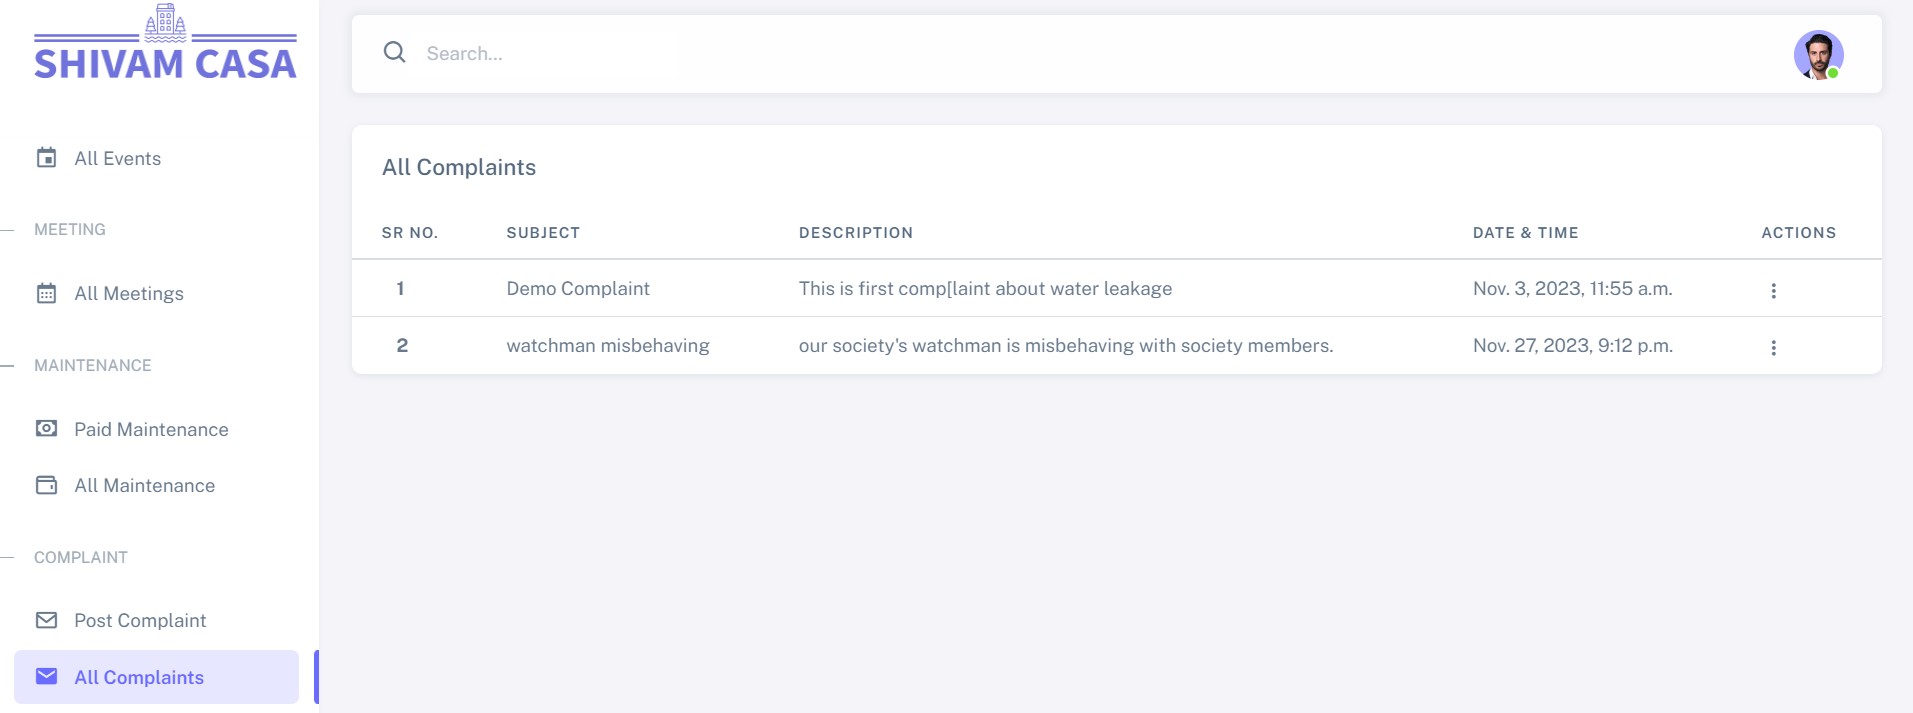 SHIVAM CASA
All Events
MEETING
All Meetings
MAINTENANCE
Paid Maintenance
All Maintenance
COMPLAINT
Post Complaint
All Complaints
Search...
All Complaints
SR NO. SUBJECT DESCRIPTION DATE & TIME ACTIONS
1 Demo Complaint This is first comp[laint about water leakage Nov. 3, 2023, 11:55 a.m.
2 watchman misbehaving our society's watchman is misbehaving with society members. Nov. 27, 2023, 9:12 p.m.